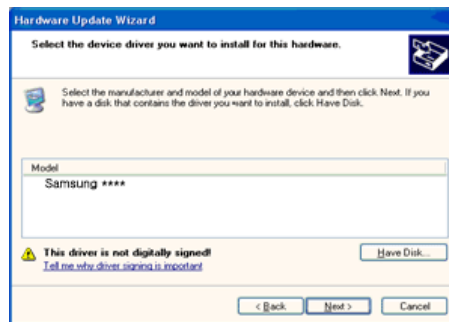 Hardware Update Wizard
Select the device driver you want to install for this hardware.
Select the manufacturer and model of your hardware device and then click Next. If you
have a disk that contains the driver you want to install, click Have Disk.
Model
Samsung ****
This driver is not digitally signed!
Tell me why driver signing is important
Have Disk...
< Back
Next >
Cancel